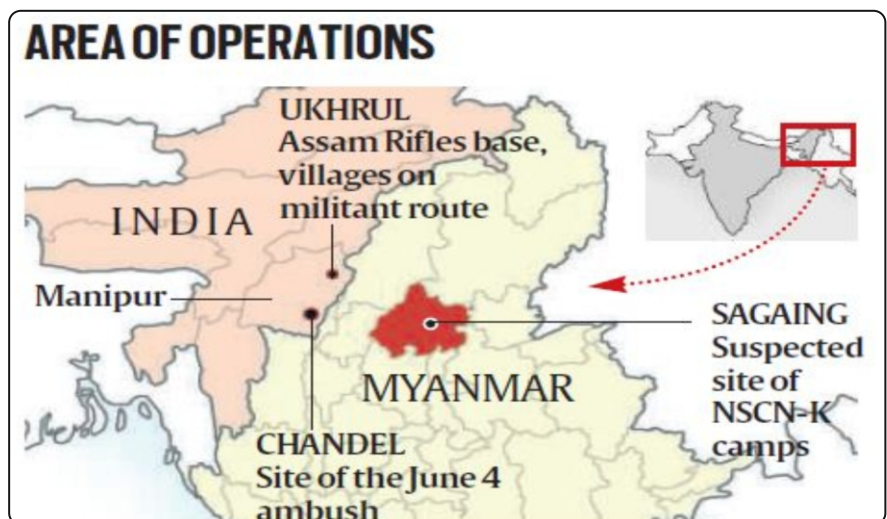 AREA OF OPERATIONS
UKHRUL
Assam Rifles base,
villages on
militant route
INDIA
Manipur
SAGAING
Suspected
site of
NSCN-K
camps
MYANMAR
CHANDEL
Site of the June 4
ambush